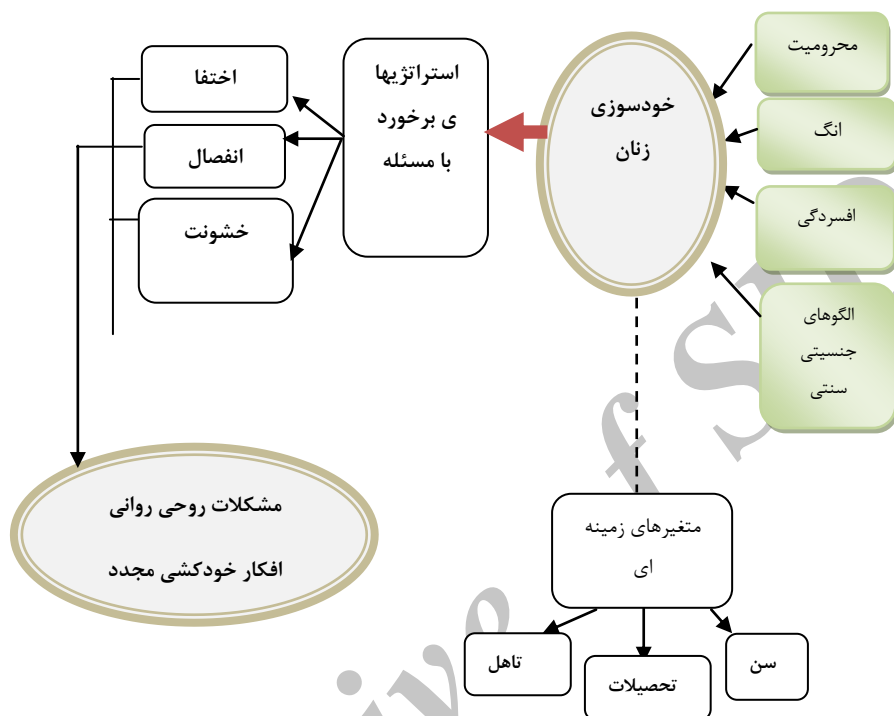 محرومیت
انگ
افسردگی
الگوهای
جنسیتی
سنتی
خودسوزی
زنان
استراتژیها
ی برخورد
با مسئله
اختفا
انفصال
خشونت
مشکلات روحی روانی
افکار خودکشی مجدد
متغیرهای زمینه
ای
سن
تحصیلات
تاهل